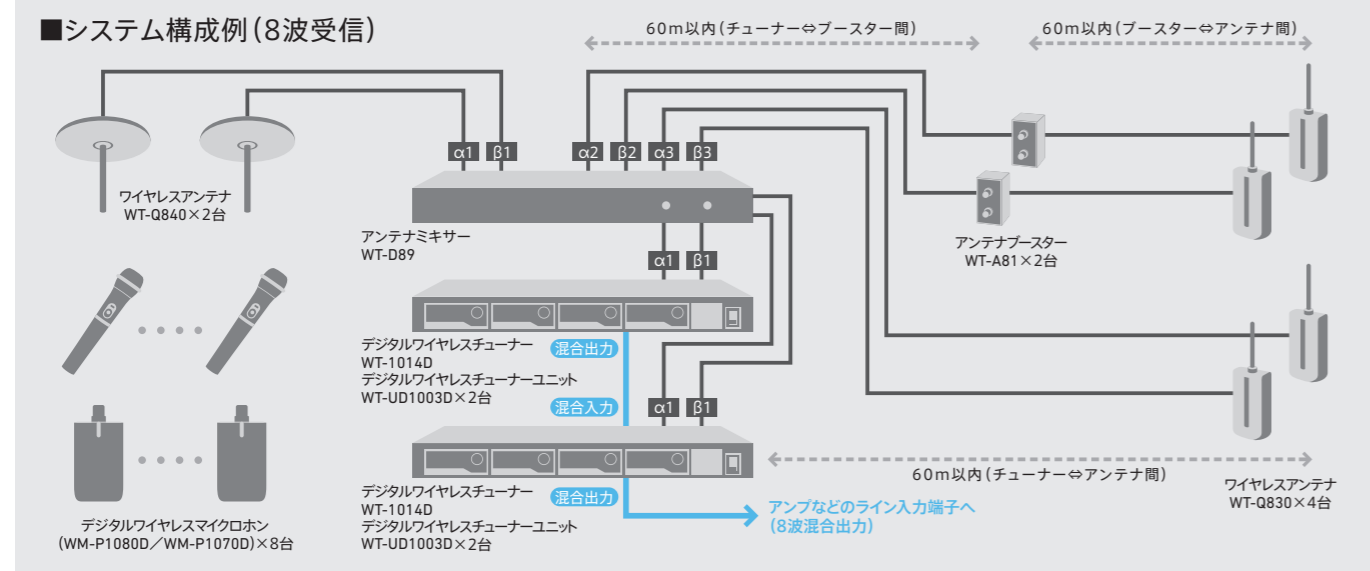 ■システム構成例(8波受信)
60m以内(チューナー⇔ブースター間)
60m以内(ブースター⇔アンテナ間)
α1 β1 α2 β2 α3 β3
ワイヤレスアンテナ
WT-Q840×2台
アンテナミキサー
WT-D89
アンテナブースター
WT-A81×2台
α1 β1
デジタルワイヤレスチューナー
WT-1014D
デジタルワイヤレスチューナーユニット
WT-UD1003D×2台
混合出力
混合入力
α1 β1
60m以内(チューナー⇔アンテナ間)
ワイヤレスアンテナ
WT-Q830×4台
デジタルワイヤレスチューナー
WT-1014D
デジタルワイヤレスチューナーユニット
WT-UD1003D×2台
混合出力
アンプなどのライン入力端子へ
(8波混合出力)
デジタルワイヤレスマイクロホン
(WM-P1080D／WM-P1070D)×8台